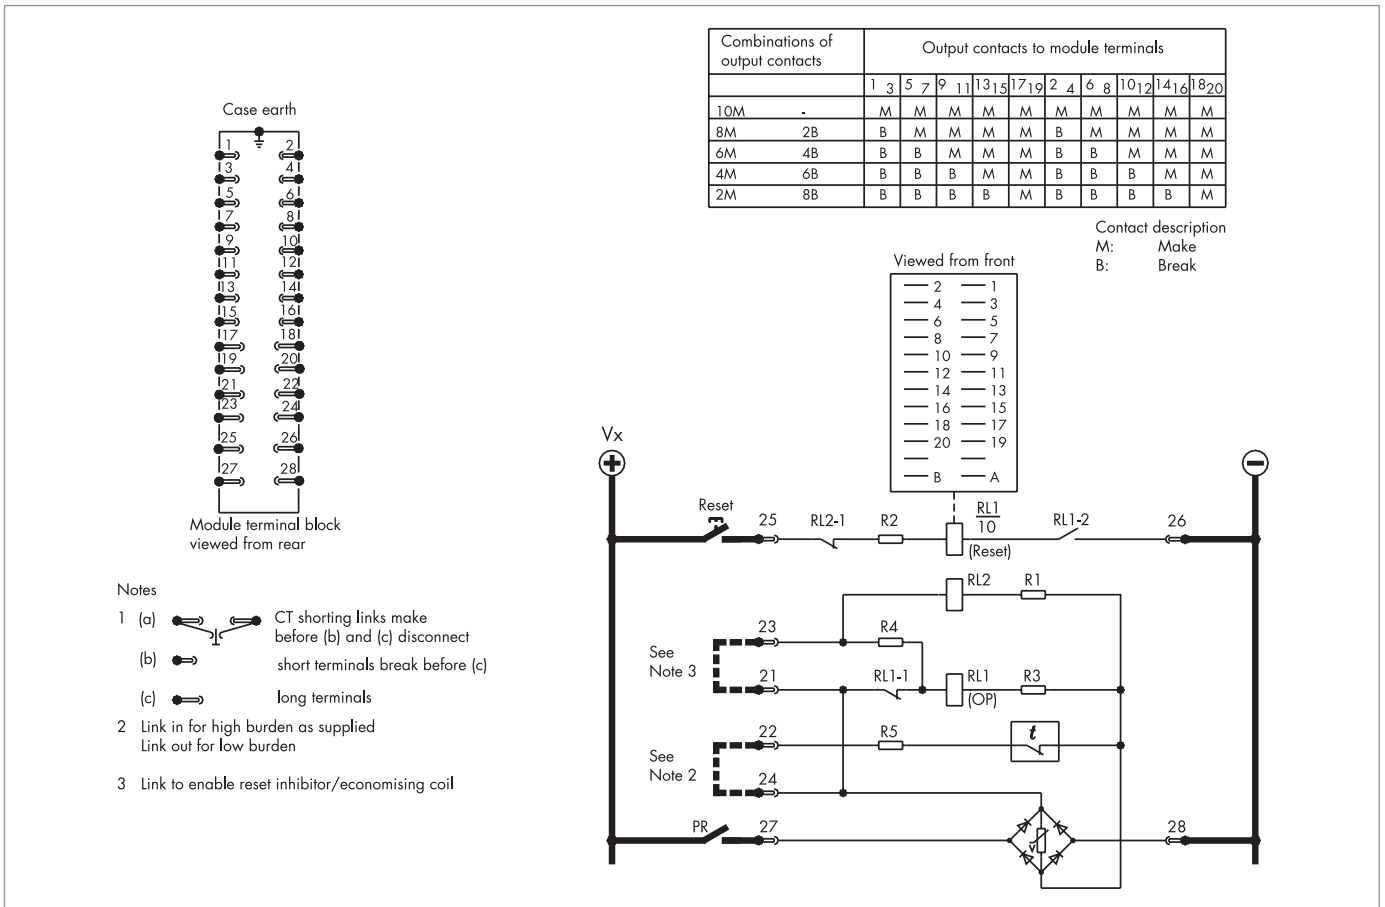 Combinations of output contacts
Output contacts to module terminals
1 3 5 7 9 11 13 15 17 19 2 4 6 8 10 12 14 16 18 20
10M - M M M M M M M M M M
8M 2B B M M M M B M M M M
6M 4B B B M M M B B M M M
4M 6B B B B M M B B B M M
2M 8B B B B B M B B B B M
Contact description
M: Make
B: Break
Case earth
1 2
3 4
5 6
7 8
9 10
11 12
13 14
15 16
17 18
19 20
21 22
23 24
25 26
27 28
Module terminal block
viewed from rear
Viewed from front
2 1
4 3
6 5
8 7
10 9
12 11
14 13
16 15
18 17
20 19
B A
Vx
+
−
Reset 25 RL2-1 R2 RL1 10 (Reset) RL1-2 26
RL2 R1
See Note 3
23 R4
21 RL1-1 RL1 (OP) R3
See Note 2
22 R5 t
24
PR 27 v 28
Notes
1 (a) CT shorting links make
before (b) and (c) disconnect
(b) short terminals break before (c)
(c) long terminals
2 Link in for high burden as supplied
Link out for low burden
3 Link to enable reset inhibitor/economising coil